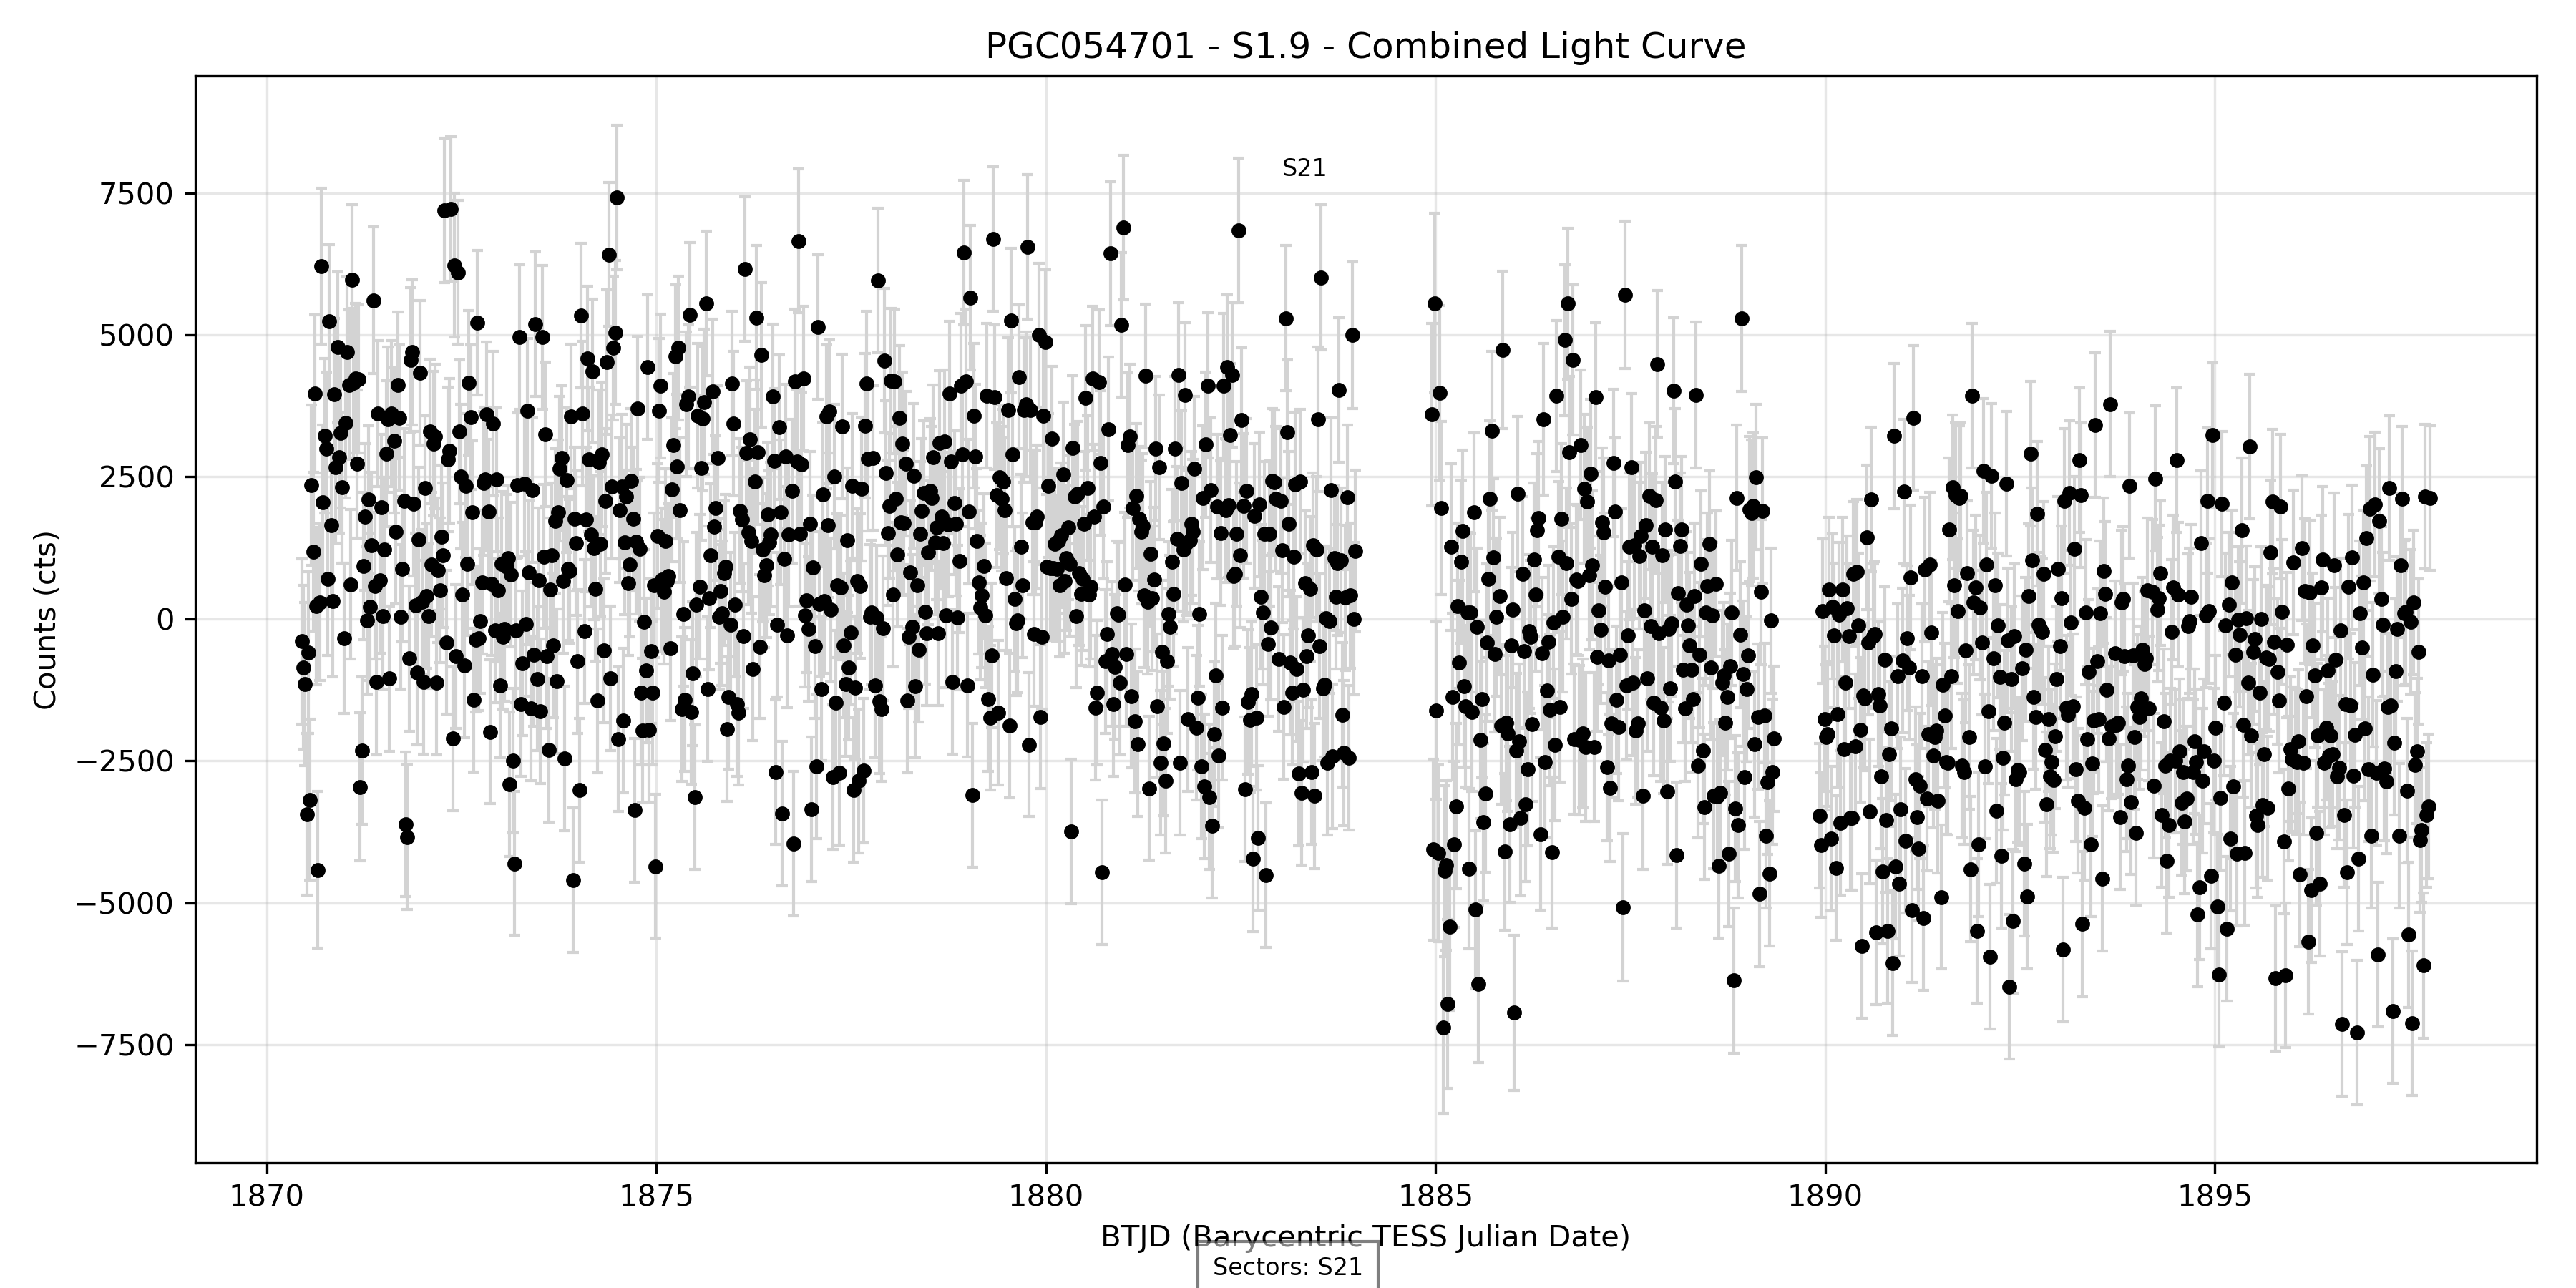 PGC054701 - S1.9 - Combined Light Curve
S21
7500
5000
2500
0
−2500
−5000
−7500
Counts (cts)
1870 1875 1880 1885 1890 1895
BTJD (Barycentric TESS Julian Date)
Sectors: S21